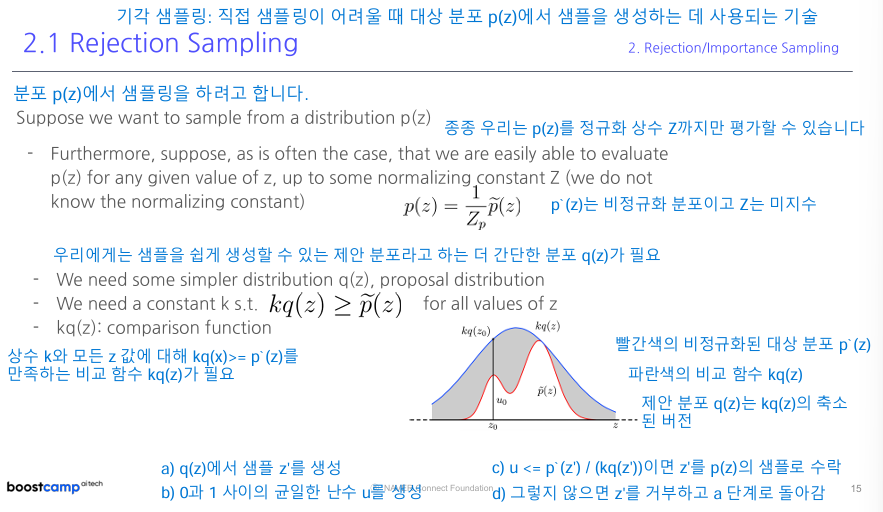 기각 샘플링: 직접 샘플링이 어려울 때 대상 분포 p(z)에서 샘플을 생성하는 데 사용되는 기술
2.1 Rejection Sampling
2. Rejection/Importance Sampling
분포 p(z)에서 샘플링을 하려고 합니다.
Suppose we want to sample from a distribution p(z)
종종 우리는 p(z)를 정규화 상수 Z까지만 평가할 수 있습니다
- Furthermore, suppose, as is often the case, that we are easily able to evaluate
p(z) for any given value of z, up to some normalizing constant Z (we do not
know the normalizing constant)
p(z) = 1/Z_p p̃(z)
p`(z)는 비정규화 분포이고 Z는 미지수
우리에게는 샘플을 쉽게 생성할 수 있는 제안 분포라고 하는 더 간단한 분포 q(z)가 필요
- We need some simpler distribution q(z), proposal distribution
- We need a constant k s.t. kq(z) ≥ p̃(z) for all values of z
- kq(z): comparison function
상수 k와 모든 z 값에 대해 kq(x)>= p`(z)를
만족하는 비교 함수 kq(z)가 필요
kq(z₀)
kq(z)
u₀
p̃(z)
z₀
z
빨간색의 비정규화된 대상 분포 p`(z)
파란색의 비교 함수 kq(z)
제안 분포 q(z)는 kq(z)의 축소
된 버전
a) q(z)에서 샘플 z'를 생성
b) 0과 1 사이의 균일한 난수 u를 생성
c) u <= p`(z') / (kq(z'))이면 z'를 p(z)의 샘플로 수락
d) 그렇지 않으면 z'를 거부하고 a 단계로 돌아감
boostcamp ai tech
Connect Foundation
15